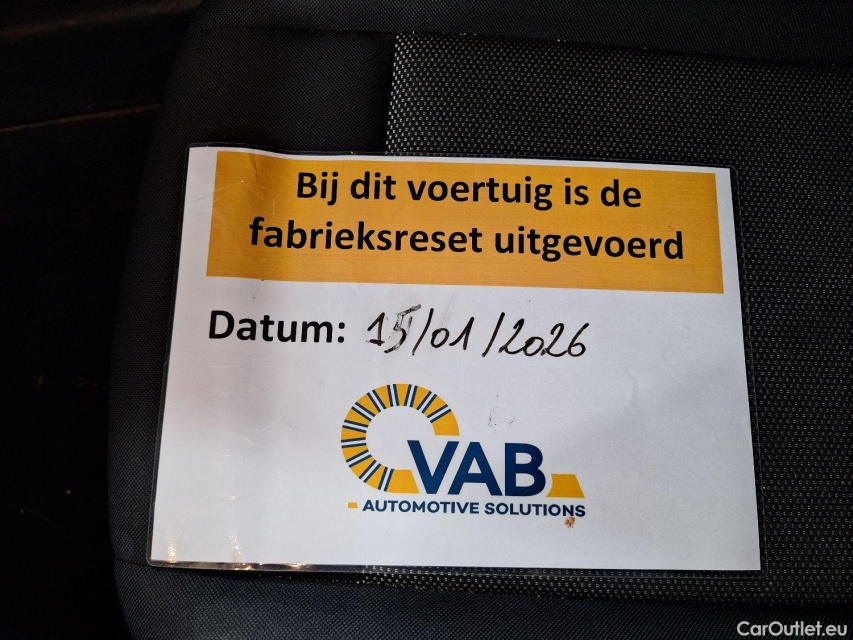 Bij dit voertuig is de
fabrieksreset uitgevoerd
Datum: 15/01/2026
VAB
AUTOMOTIVE SOLUTIONS
CarOutlet.eu